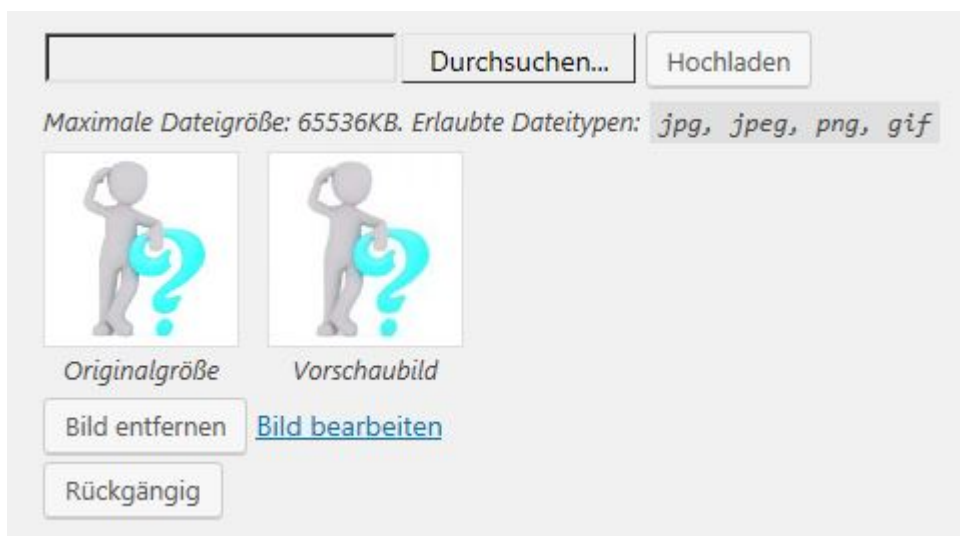 Durchsuchen... Hochladen
Maximale Dateigröße: 65536KB. Erlaubte Dateitypen: jpg, jpeg, png, gif
Originalgröße Vorschaubild
Bild entfernen Bild bearbeiten
Rückgängig